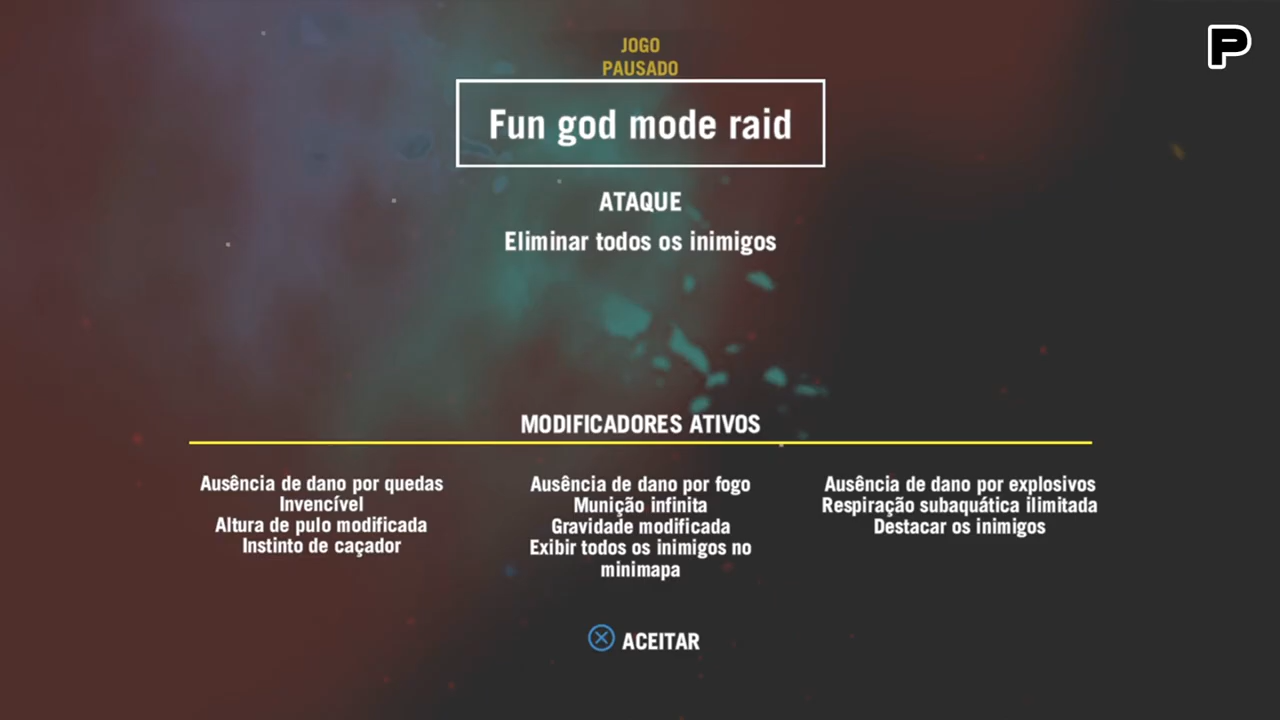 JOGO
PAUSADO
Fun god mode raid
ATAQUE
Eliminar todos os inimigos
MODIFICADORES ATIVOS
Ausência de dano por quedas
Invencível
Altura de pulo modificada
Instinto de caçador
Ausência de dano por fogo
Munição infinita
Gravidade modificada
Exibir todos os inimigos no
minimapa
Ausência de dano por explosivos
Respiração subaquática ilimitada
Destacar os inimigos
ACEITAR
P